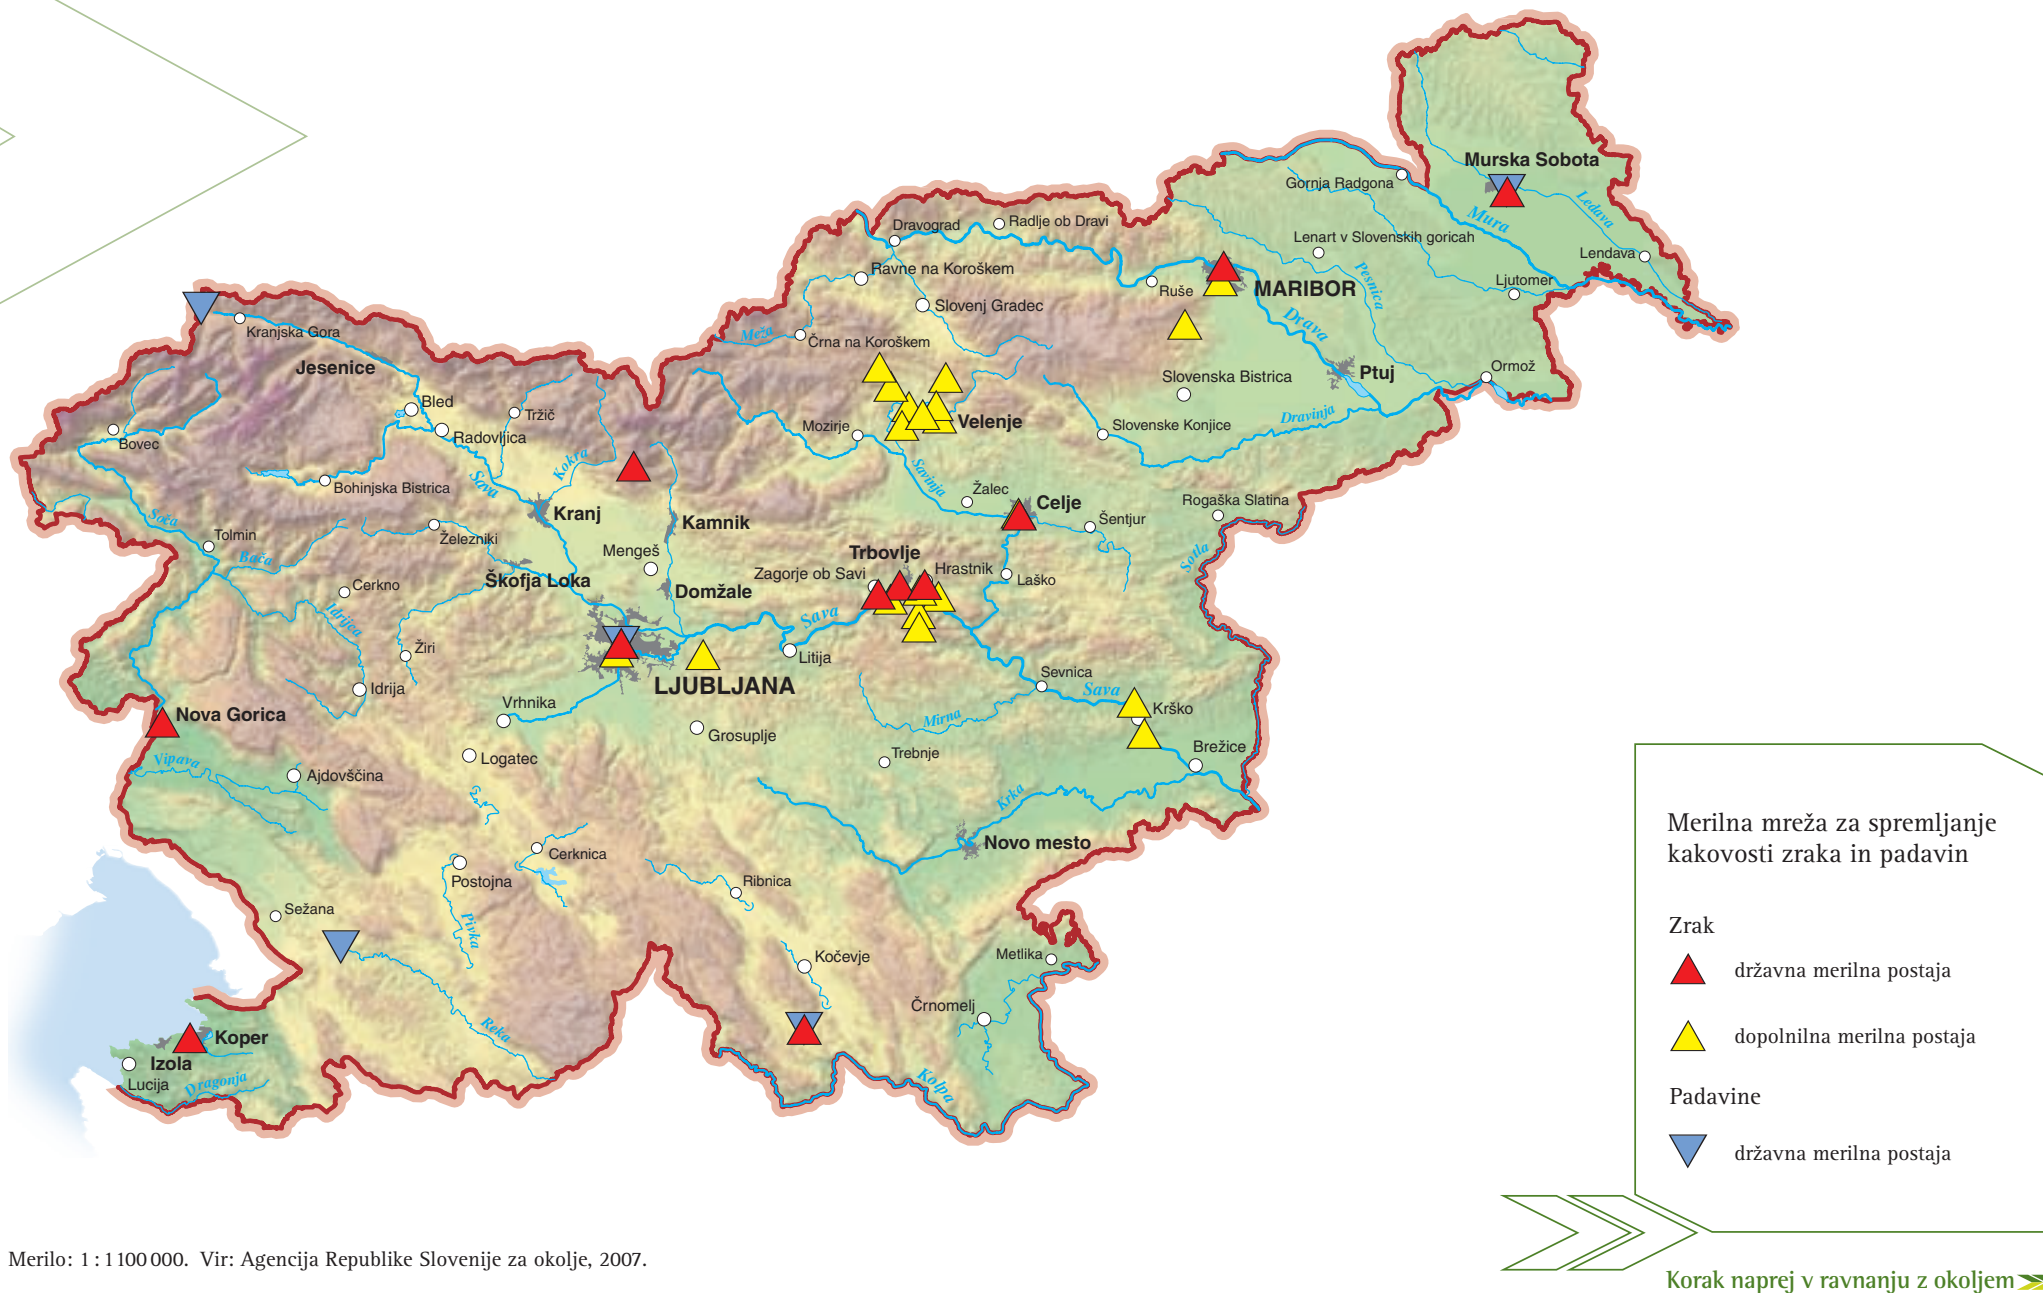 Murska Sobota
Gornja Radgona
Mura
Ledava
Dravograd
Radlje ob Dravi
Lenart v Slovenskih goricah
Lendava
Ravne na Koroškem
Pesnica
Ljutomer
Ruše
MARIBOR
Slovenj Gradec
Drava
Kranjska Gora
Meža
Črna na Koroškem
Jesenice
Ormož
Ptuj
Slovenska Bistrica
Bled
Tržič
Dravinja
Velenje
Mozirje
Slovenske Konjice
Bovec
Radovljica
Kokra
Savinja
Sava
Bohinjska Bistrica
Žalec
Celje
Rogaška Slatina
Soča
Kranj
Kamnik
Šentjur
Tolmin
Železniki
Mengeš
Trbovlje
Sotla
Bača
Zagorje ob Savi
Hrastnik
Laško
Cerkno
Škofja Loka
Domžale
Idrijca
Sava
Žiri
Litija
Idrija
LJUBLJANA
Sevnica
Sava
Vrhnika
Krško
Nova Gorica
Mirna
Grosuplje
Brežice
Trebnje
Vipava
Logatec
Ajdovščina
Krka
Novo mesto
Cerknica
Postojna
Ribnica
Sežana
Pivka
Kočevje
Metlika
Črnomelj
Reka
Koper
Izola
Lucija
Dragonja
Kolpa
Merilna mreža za spremljanje
kakovosti zraka in padavin
Zrak
državna merilna postaja
dopolnilna merilna postaja
Padavine
državna merilna postaja
Merilo: 1 : 1 100 000. Vir: Agencija Republike Slovenije za okolje, 2007.
Korak naprej v ravnanju z okoljem